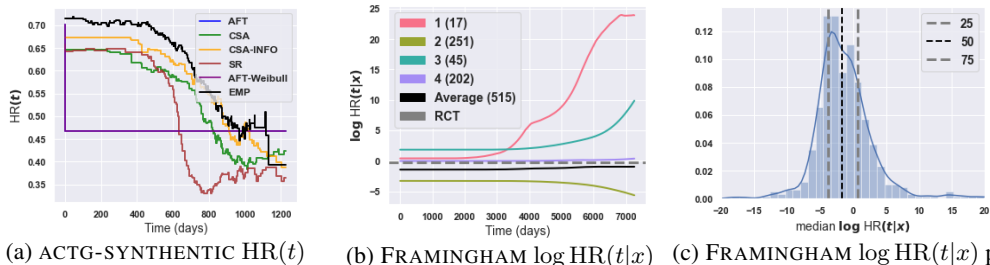 HR(t)
0.70
0.65
0.60
0.55
0.50
0.45
0.40
0.35
AFT
CSA
CSA-INFO
SR
AFT-Weibull
EMP
0 200 400 600 800 1000 1200
Time (days)
(a) ACTG-SYNTHENTIC HR(t)
log HR(t|x)
25
20
15
10
5
0
−5
1 (17)
2 (251)
3 (45)
4 (202)
Average (515)
RCT
0 1000 2000 3000 4000 5000 6000 7000
Time (days)
(b) FRAMINGHAM log HR(t|x)
0.12
0.10
0.08
0.06
0.04
0.02
0.00
25
50
75
−20 −15 −10 −5 0 5 10 15 20
median log HR(t|x)
(c) FRAMINGHAM log HR(t|x) p